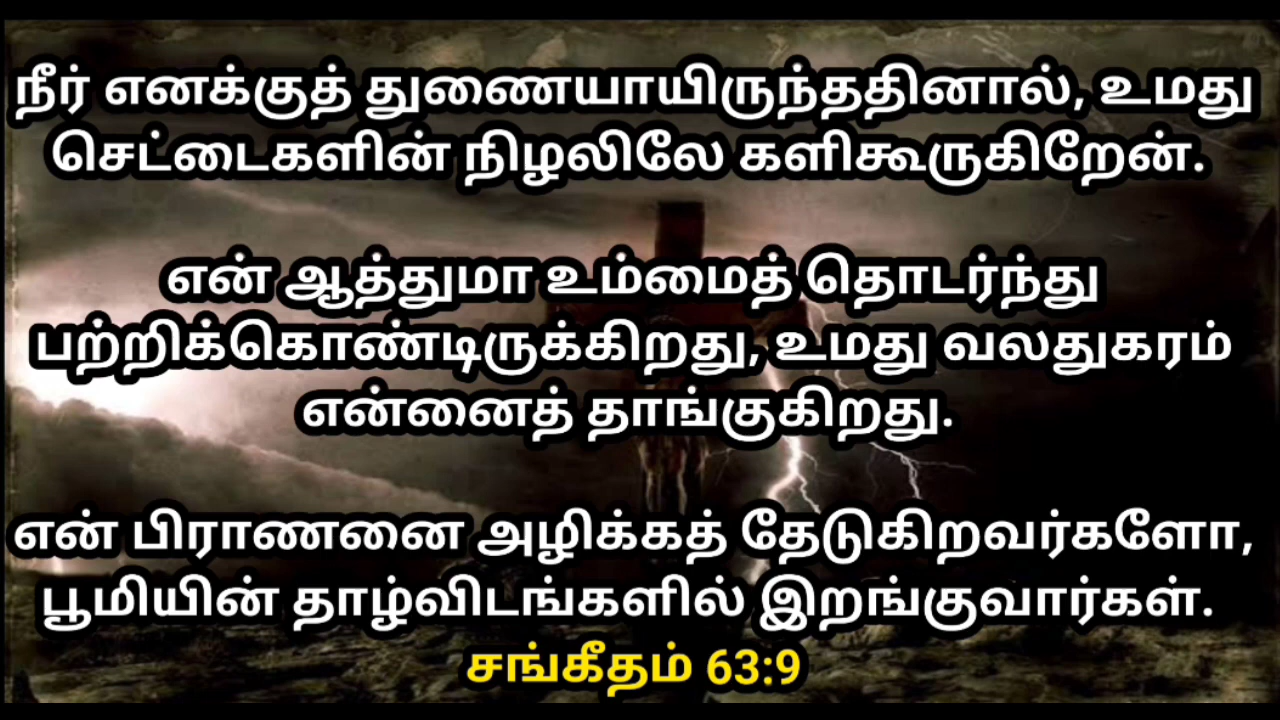 நீர் எனக்குத் துணையாயிருந்ததினால், உமது
செட்டைகளின் நிழலிலே களிகூருகிறேன்.
என் ஆத்துமா உம்மைத் தொடர்ந்து
பற்றிக்கொண்டிருக்கிறது, உமது வலதுகரம்
என்னைத் தாங்குகிறது.
என் பிராணனை அழிக்கத் தேடுகிறவர்களோ,
பூமியின் தாழ்விடங்களில் இறங்குவார்கள்.
சங்கீதம் 63:9